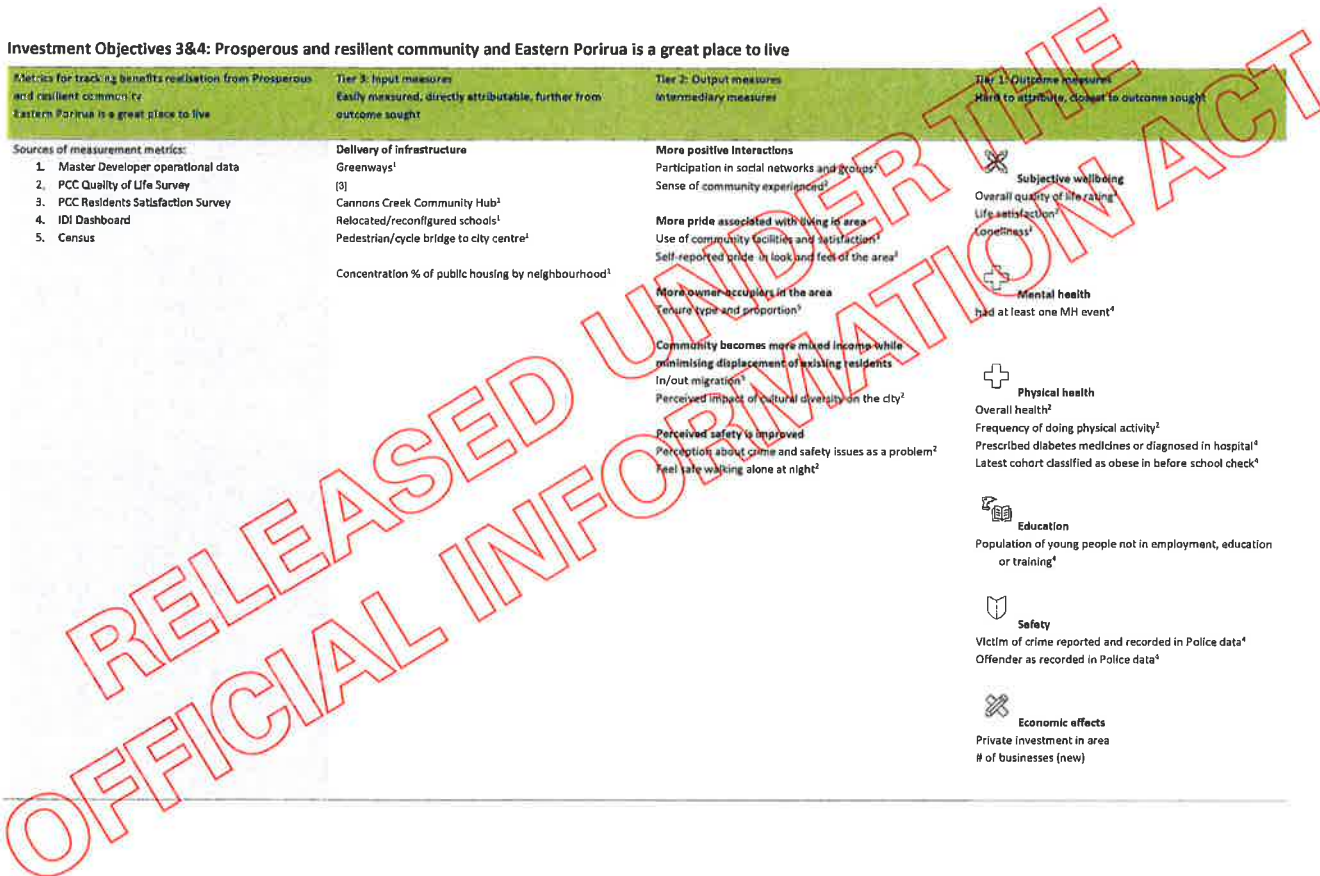 Investment Objectives 3&4: Prosperous and resilient community and Eastern Porirua is a great place to live
Metrics for tracking benefits realisation from Prosperous
and resilient community
Eastern Porirua is a great place to live
Tier 3: Input measures
Easily measured, directly attributable, further from
outcome sought
Tier 2: Output measures
Intermediary measures
Tier 1: Outcome measures
Hard to attribute, closest to outcome sought
Sources of measurement metrics:
1. Master Developer operational data
2. PCC Quality of Life Survey
3. PCC Residents Satisfaction Survey
4. IDI Dashboard
5. Census
Delivery of infrastructure
Greenways¹
[3]
Cannons Creek Community Hub¹
Relocated/reconfigured schools¹
Pedestrian/cycle bridge to city centre¹
Concentration % of public housing by neighbourhood¹
More positive interactions
Participation in social networks and groups²
Sense of community experienced²
More pride associated with living in area
Use of community facilities and satisfaction³
Self-reported pride in look and feel of the area²
More owner-occupiers in the area
Tenure type and proportion⁵
Community becomes more mixed income while
minimising displacement of existing residents
In/out migration⁵
Perceived impact of cultural diversity on the city²
Perceived safety is improved
Perception about crime and safety issues as a problem²
Feel safe walking alone at night²
Subjective wellbeing
Overall quality of life rating²
Life satisfaction²
Loneliness²
Mental health
had at least one MH event⁴
Physical health
Overall health²
Frequency of doing physical activity²
Prescribed diabetes medicines or diagnosed in hospital⁴
Latest cohort classified as obese in before school check⁴
Education
Population of young people not in employment, education
or training⁴
Safety
Victim of crime reported and recorded in Police data⁴
Offender as recorded in Police data⁴
Economic effects
Private investment in area
# of businesses (new)
RELEASED UNDER THE
OFFICIAL INFORMATION ACT